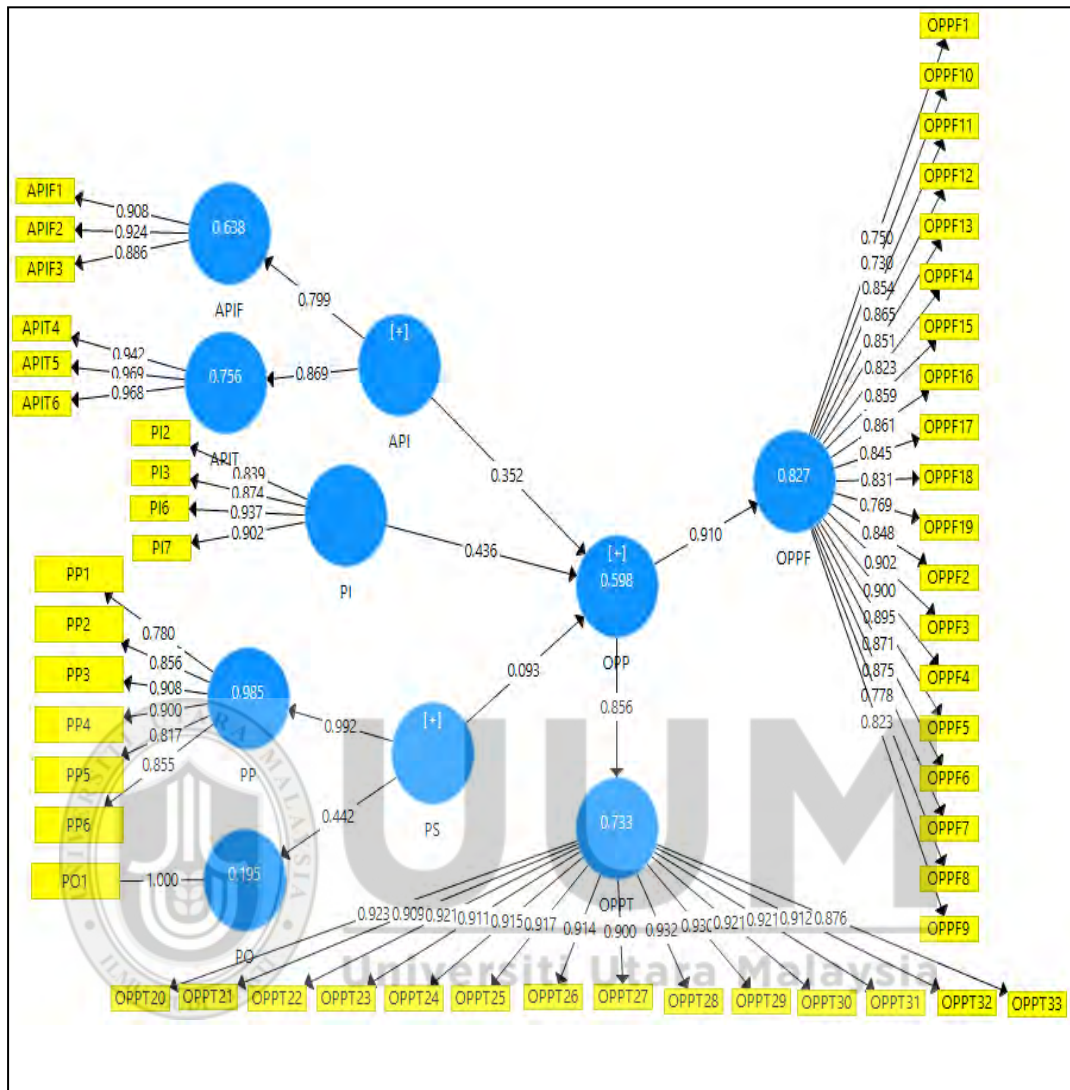 OPPF1
OPPF10
OPPF11
OPPF12
OPPF13
OPPF14
OPPF15
OPPF16
OPPF17
OPPF18
OPPF19
OPPF2
OPPF3
OPPF4
OPPF5
OPPF6
OPPF7
OPPF8
OPPF9
0.750
0.730
0.854
0.865
0.851
0.823
0.859
0.861
0.845
0.831
0.769
0.848
0.902
0.900
0.895
0.871
0.875
0.778
0.823
0.827
OPPF
0.910
APIF1
APIF2
APIF3
0.908
0.924
0.886
0.638
APIF
0.799
APIT4
APIT5
APIT6
0.942
0.969
0.968
0.756
APIT
0.869
[+]
API
0.352
PI2
PI3
PI6
PI7
0.839
0.874
0.937
0.902
PI
0.436
[+]
0.598
OPP
0.093
0.856
PP1
PP2
PP3
PP4
PP5
PP6
0.780
0.856
0.908
0.900
0.817
0.855
0.985
PP
0.992
[+]
PS
0.442
PO1
1.000
0.195
PO
0.733
OPPT
0.923 0.909 0.921 0.911 0.915 0.917 0.914 0.900 0.932 0.930 0.921 0.921 0.912 0.876
OPPT20 OPPT21 OPPT22 OPPT23 OPPT24 OPPT25 OPPT26 OPPT27 OPPT28 OPPT29 OPPT30 OPPT31 OPPT32 OPPT33
UUM
Universiti Utara Malaysia